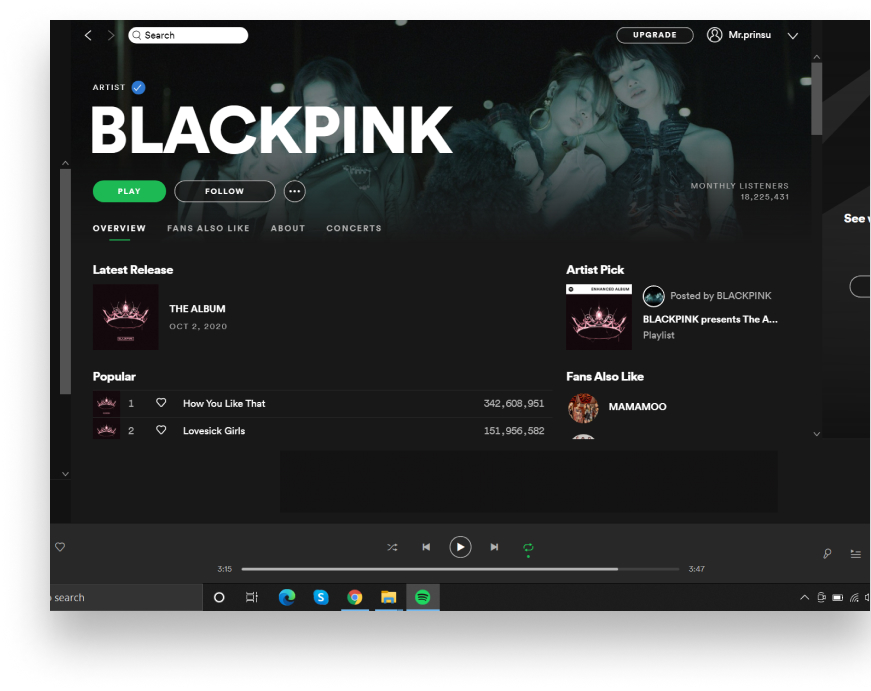 Search
UPGRADE
Mr.prinsu
ARTIST
BLACKPINK
PLAY
FOLLOW
MONTHLY LISTENERS
18,225,431
See
OVERVIEW
FANS ALSO LIKE
ABOUT
CONCERTS
Latest Release
THE ALBUM
OCT 2, 2020
Artist Pick
ENHANCED ALBUM
Posted by BLACKPINK
BLACKPINK presents The A...
Playlist
Popular
1 How You Like That 342,608,951
2 Lovesick Girls 151,956,582
Fans Also Like
MAMAMOO
3:15
3:47
search